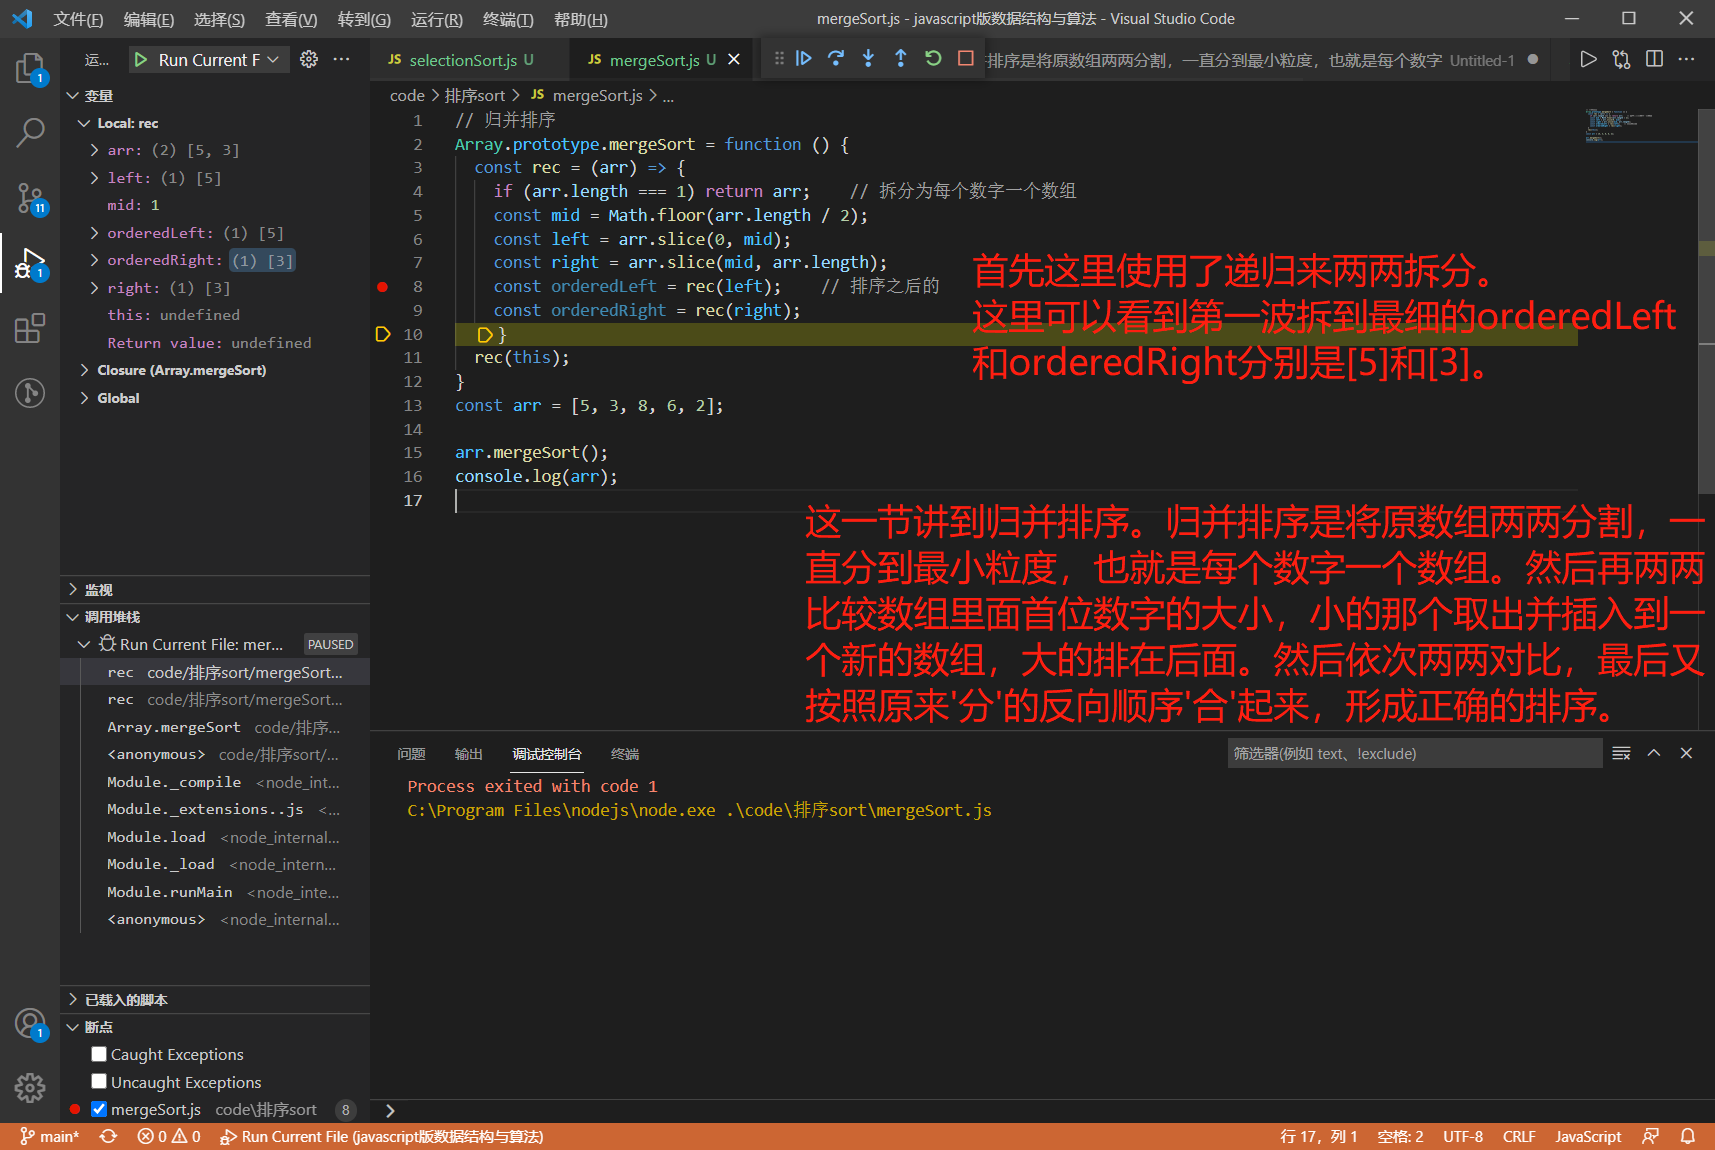 文件(F) 编辑(E) 选择(S) 查看(V) 转到(G) 运行(R) 终端(T) 帮助(H) mergeSort.js - javascript版数据结构与算法 - Visual Studio Code
运... Run Current F ...
JS selectionSort.js U JS mergeSort.js U 排序是将原数组两两分割，一直分到最小粒度，也就是每个数字 Untitled-1
code > 排序sort > JS mergeSort.js > ...
变量
Local: rec
arr: (2) [5, 3]
left: (1) [5]
mid: 1
orderedLeft: (1) [5]
orderedRight: (1) [3]
right: (1) [3]
this: undefined
Return value: undefined
Closure (Array.mergeSort)
Global
监视
调用堆栈
Run Current File: mer... PAUSED
rec code/排序sort/mergeSort...
rec code/排序sort/mergeSort...
Array.mergeSort code/排序...
<anonymous> code/排序sort/...
Module._compile <node_int...
Module._extensions..js <...
Module.load <node_internal...
Module._load <node_intern...
Module.runMain <node_inte...
<anonymous> <node_internal...
已载入的脚本
断点
Caught Exceptions
Uncaught Exceptions
mergeSort.js code\排序sort 8
1 // 归并排序
2 Array.prototype.mergeSort = function () {
3 const rec = (arr) => {
4 if (arr.length === 1) return arr; // 拆分为每个数字一个数组
5 const mid = Math.floor(arr.length / 2);
6 const left = arr.slice(0, mid);
7 const right = arr.slice(mid, arr.length);
8 const orderedLeft = rec(left); // 排序之后的
9 const orderedRight = rec(right);
10 }
11 rec(this);
12 }
13 const arr = [5, 3, 8, 6, 2];
14
15 arr.mergeSort();
16 console.log(arr);
17
首先这里使用了递归来两两拆分。
这里可以看到第一波拆到最细的orderedLeft
和orderedRight分别是[5]和[3]。
这一节讲到归并排序。归并排序是将原数组两两分割，一
直分到最小粒度，也就是每个数字一个数组。然后再两两
比较数组里面首位数字的大小，小的那个取出并插入到一
个新的数组，大的排在后面。然后依次两两对比，最后又
按照原来'分'的反向顺序'合'起来，形成正确的排序。
问题 输出 调试控制台 终端 筛选器(例如 text、!exclude)
Process exited with code 1
C:\Program Files\nodejs\node.exe .\code\排序sort\mergeSort.js
1
11
1
1
main* 0 0 Run Current File (javascript版数据结构与算法) 行 17，列 1 空格: 2 UTF-8 CRLF JavaScript